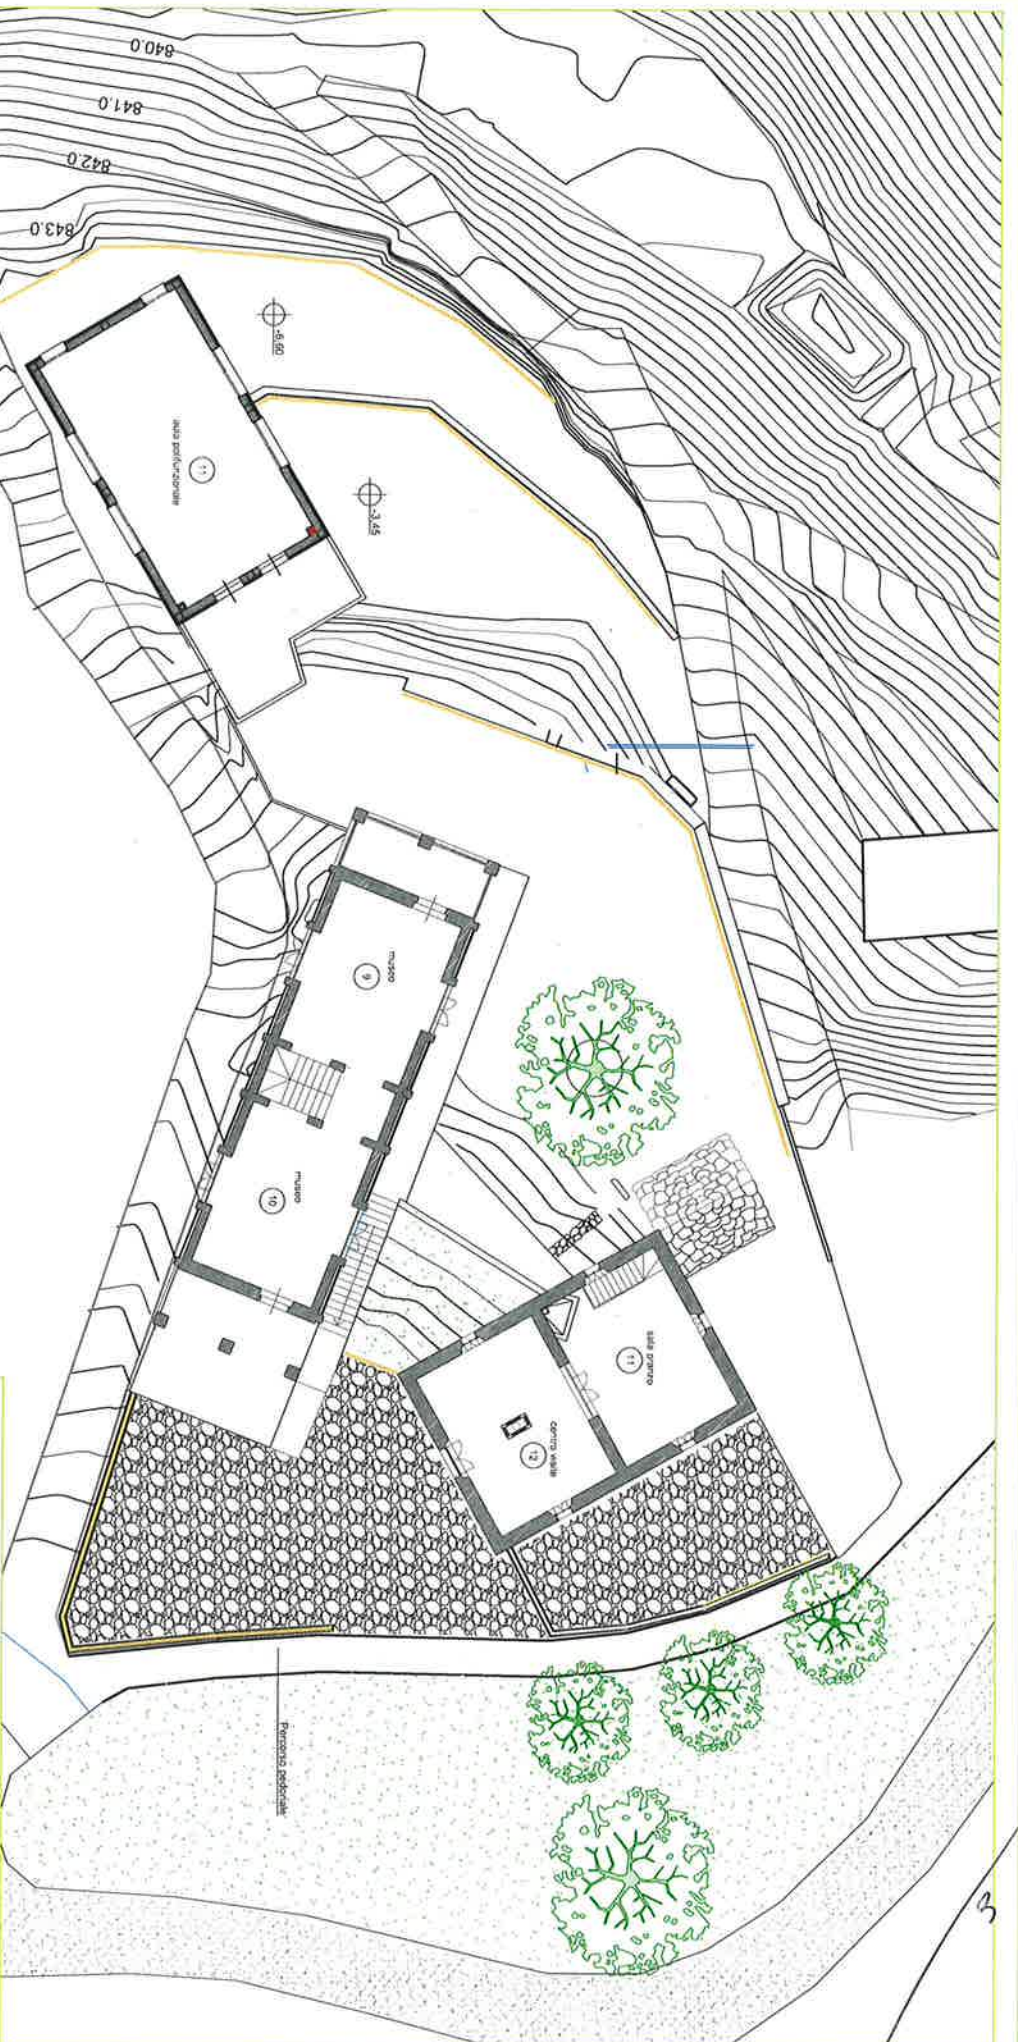 840.0
841.0
842.0
843.0
-6.60
-3.45
11
aula polifunzionale
museo
9
museo
10
sala pranzo
11
centro visite
12
Percorso pedonale
3